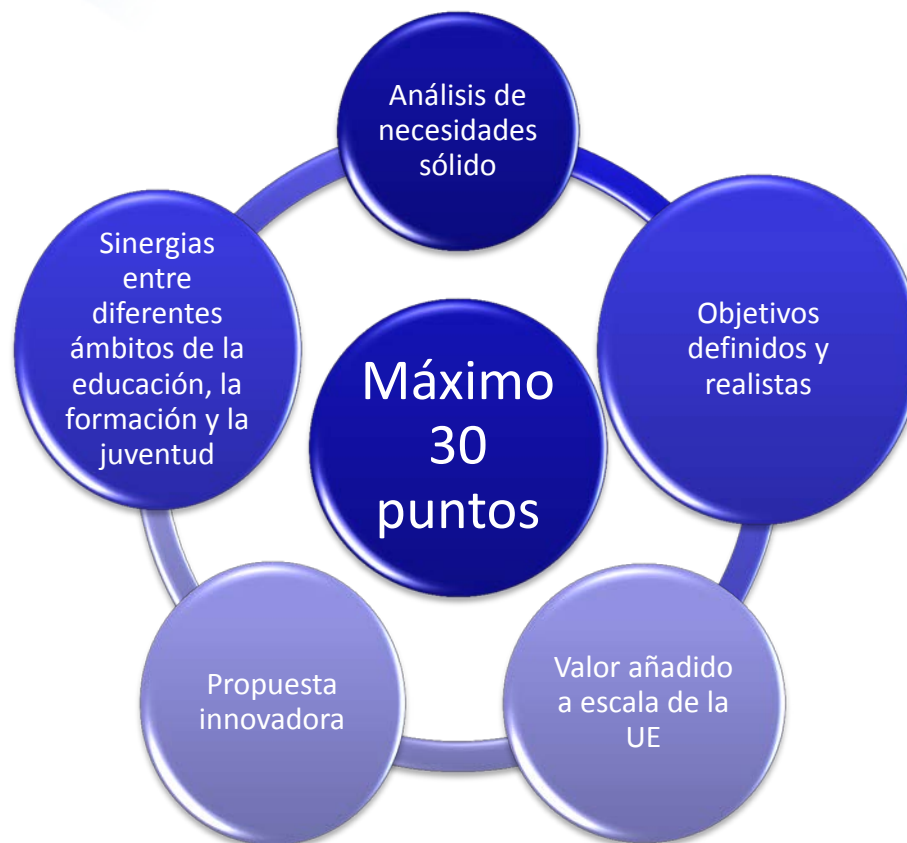 Análisis de
necesidades
sólido
Objetivos
definidos y
realistas
Valor añadido
a escala de la
UE
Propuesta
innovadora
Sinergias
entre
diferentes
ámbitos de la
educación, la
formación y la
juventud
Máximo
30
puntos